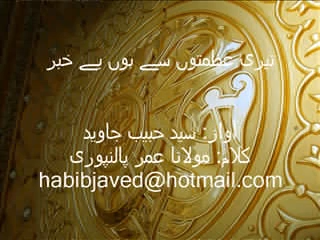 تیری عظمتوں سے ہوں بے خبر
آواز: سید حبیب جاوید
کلام: مولانا عمر پالنپوری
habibjaved@hotmail.com